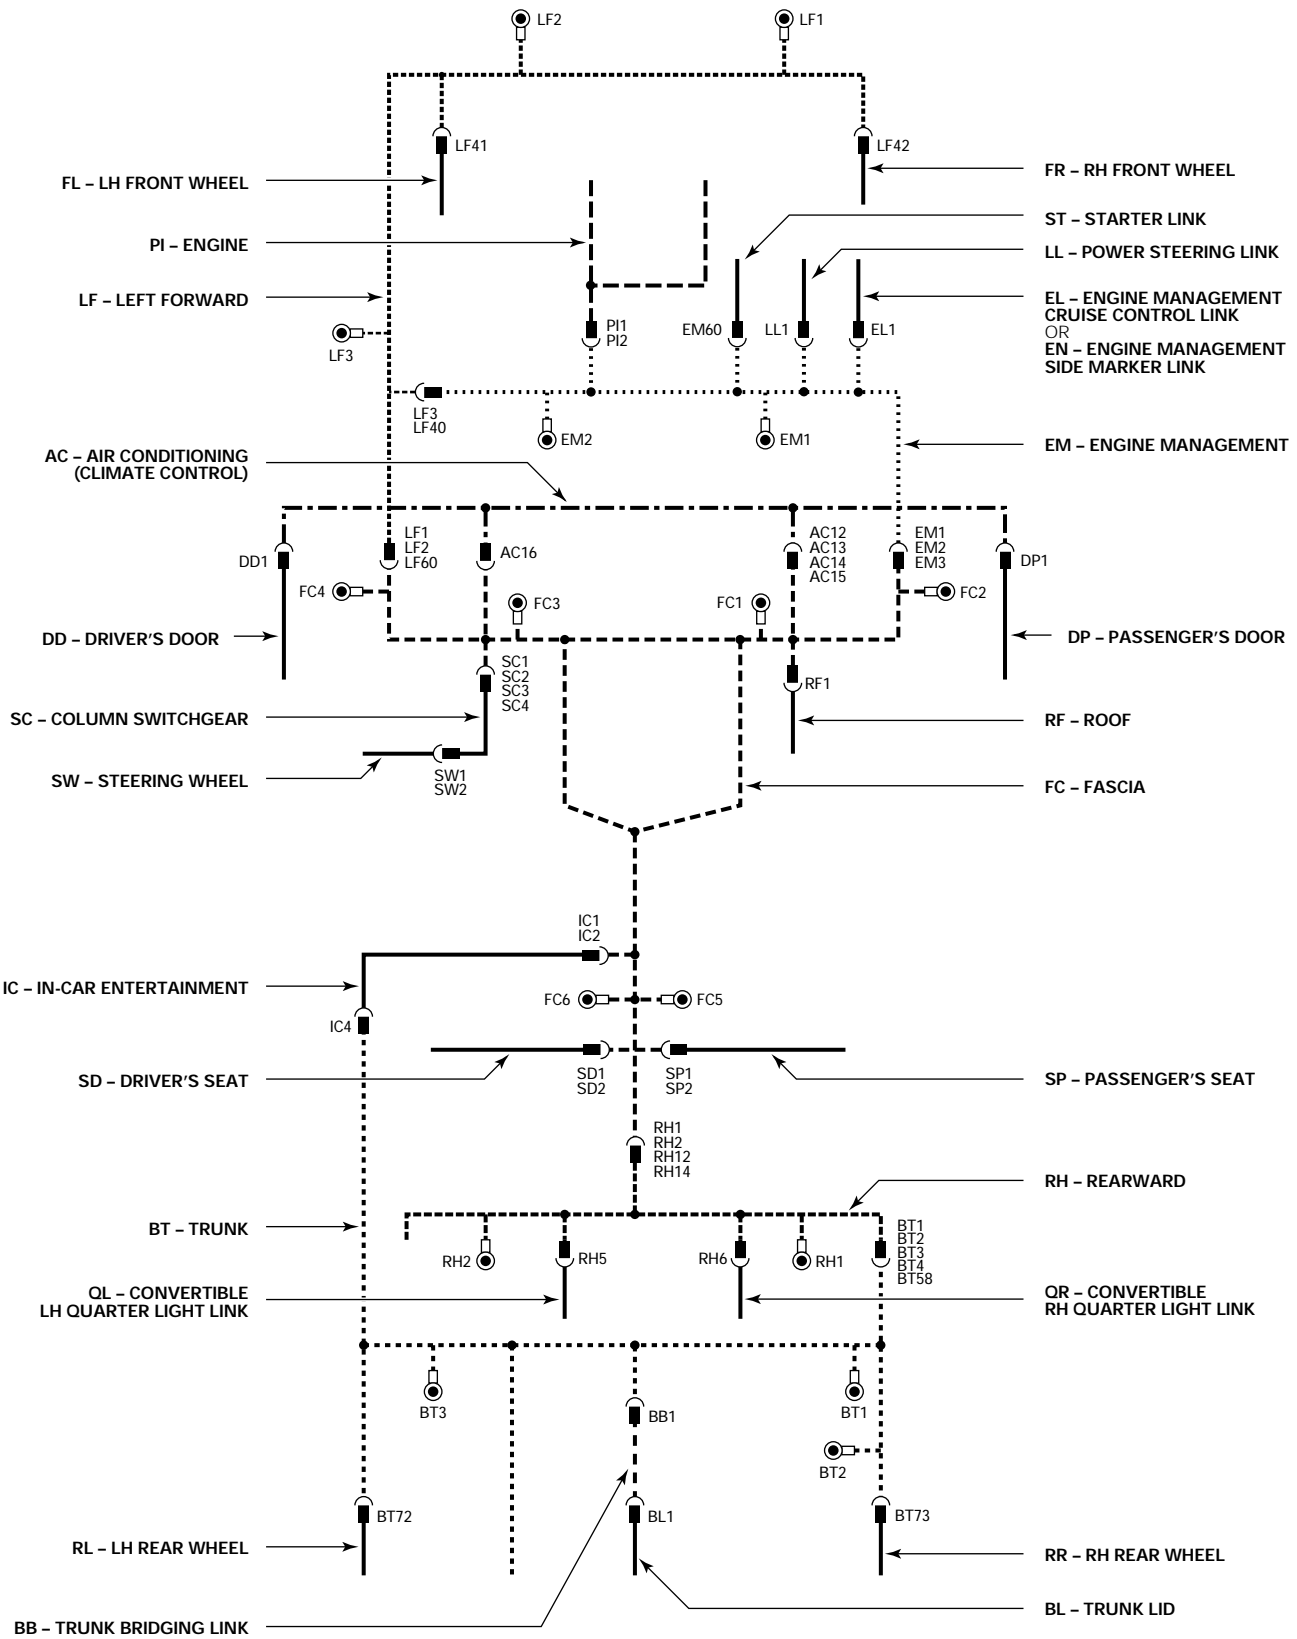 LF2
LF1
LF41
LF42
FL – LH FRONT WHEEL
FR – RH FRONT WHEEL
ST – STARTER LINK
PI – ENGINE
LL – POWER STEERING LINK
LF – LEFT FORWARD
EL – ENGINE MANAGEMENT
CRUISE CONTROL LINK
OR
EN – ENGINE MANAGEMENT
SIDE MARKER LINK
LF3
PI1
PI2
EM60
LL1
EL1
LF3
LF40
EM2
EM1
EM – ENGINE MANAGEMENT
AC – AIR CONDITIONING
(CLIMATE CONTROL)
DD1
LF1
LF2
LF60
AC16
AC12
AC13
AC14
AC15
EM1
EM2
EM3
DP1
FC4
FC3
FC1
FC2
DD – DRIVER'S DOOR
DP – PASSENGER'S DOOR
SC1
SC2
SC3
SC4
RF1
SC – COLUMN SWITCHGEAR
RF – ROOF
SW – STEERING WHEEL
SW1
SW2
FC – FASCIA
IC1
IC2
IC – IN-CAR ENTERTAINMENT
FC6
FC5
IC4
SD – DRIVER'S SEAT
SD1
SD2
SP1
SP2
SP – PASSENGER'S SEAT
RH1
RH2
RH12
RH14
RH – REARWARD
BT – TRUNK
RH2
RH5
RH6
RH1
BT1
BT2
BT3
BT4
BT58
QL – CONVERTIBLE
LH QUARTER LIGHT LINK
QR – CONVERTIBLE
RH QUARTER LIGHT LINK
BT3
BB1
BT1
BT2
BT72
BL1
BT73
RL – LH REAR WHEEL
RR – RH REAR WHEEL
BL – TRUNK LID
BB – TRUNK BRIDGING LINK